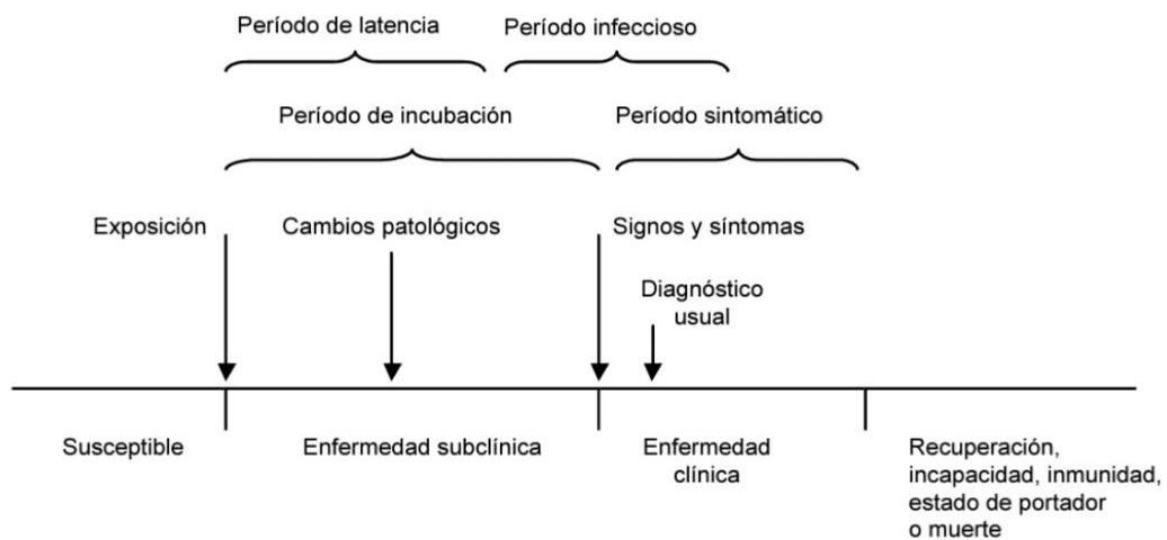 Período de latencia
Período infeccioso
Período de incubación
Período sintomático
Exposición
Cambios patológicos
Signos y síntomas
Diagnóstico
usual
Susceptible
Enfermedad subclínica
Enfermedad
clínica
Recuperación,
incapacidad, inmunidad,
estado de portador
o muerte